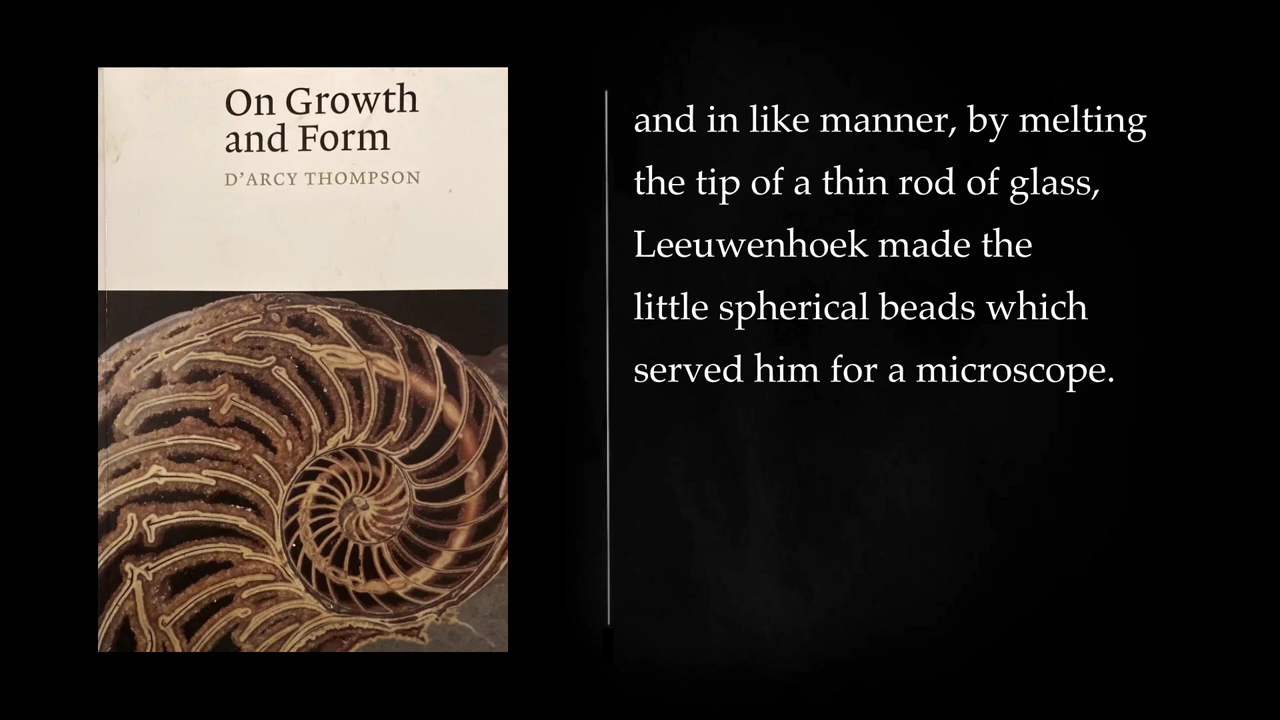 On Growth
and Form
D'ARCY THOMPSON
and in like manner, by melting
the tip of a thin rod of glass,
Leeuwenhoek made the
little spherical beads which
served him for a microscope.